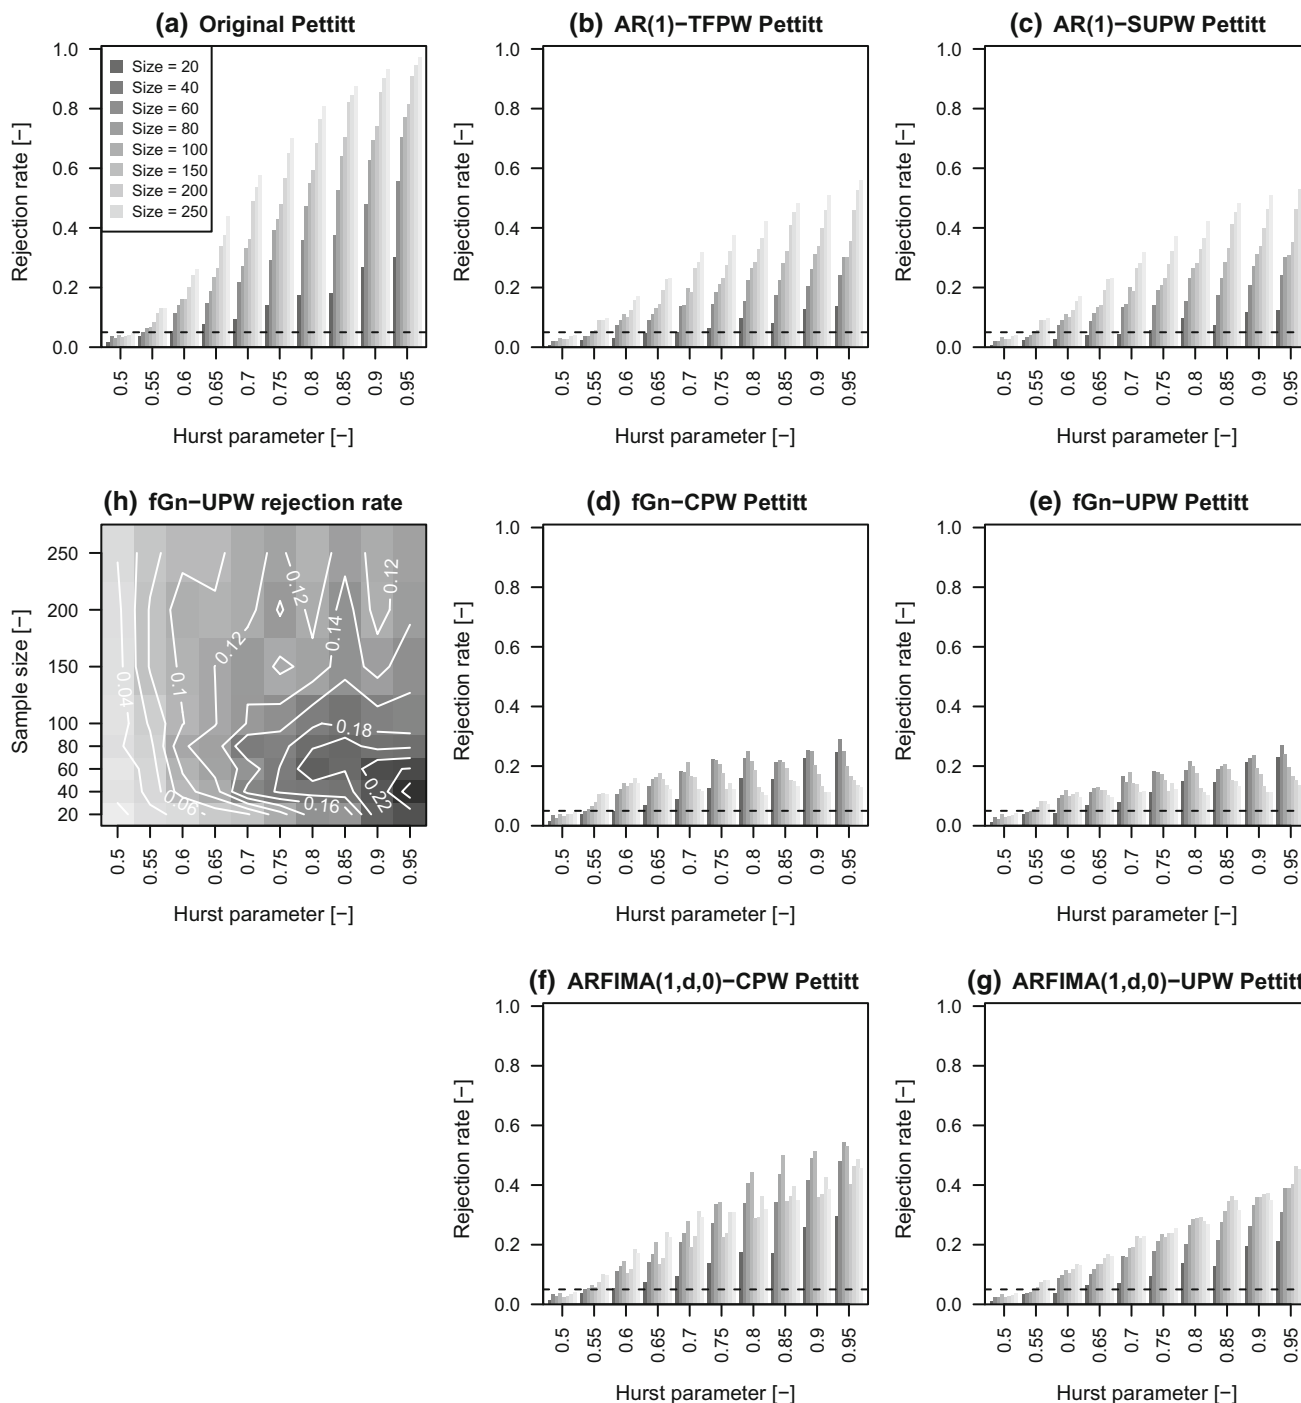 (a) Original Pettitt
Rejection rate [−]
1.0
0.8
0.6
0.4
0.2
0.0
Size = 20
Size = 40
Size = 60
Size = 80
Size = 100
Size = 150
Size = 200
Size = 250
0.5 0.55 0.6 0.65 0.7 0.75 0.8 0.85 0.9 0.95
Hurst parameter [−]
(b) AR(1)−TFPW Pettitt
Rejection rate [−]
1.0
0.8
0.6
0.4
0.2
0.0
0.5 0.55 0.6 0.65 0.7 0.75 0.8 0.85 0.9 0.95
Hurst parameter [−]
(c) AR(1)−SUPW Pettitt
Rejection rate [−]
1.0
0.8
0.6
0.4
0.2
0.0
0.5 0.55 0.6 0.65 0.7 0.75 0.8 0.85 0.9 0.95
Hurst parameter [−]
(h) fGn−UPW rejection rate
Sample size [−]
250
200
150
100
80
60
40
20
0.04
0.06
0.1
0.12
0.12
0.12
0.14
0.18
0.16
0.22
0.5 0.55 0.6 0.65 0.7 0.75 0.8 0.85 0.9 0.95
Hurst parameter [−]
(d) fGn−CPW Pettitt
Rejection rate [−]
1.0
0.8
0.6
0.4
0.2
0.0
0.5 0.55 0.6 0.65 0.7 0.75 0.8 0.85 0.9 0.95
Hurst parameter [−]
(e) fGn−UPW Pettitt
Rejection rate [−]
1.0
0.8
0.6
0.4
0.2
0.0
0.5 0.55 0.6 0.65 0.7 0.75 0.8 0.85 0.9 0.95
Hurst parameter [−]
(f) ARFIMA(1,d,0)−CPW Pettitt
Rejection rate [−]
1.0
0.8
0.6
0.4
0.2
0.0
0.5 0.55 0.6 0.65 0.7 0.75 0.8 0.85 0.9 0.95
Hurst parameter [−]
(g) ARFIMA(1,d,0)−UPW Pettitt
Rejection rate [−]
1.0
0.8
0.6
0.4
0.2
0.0
0.5 0.55 0.6 0.65 0.7 0.75 0.8 0.85 0.9 0.95
Hurst parameter [−]